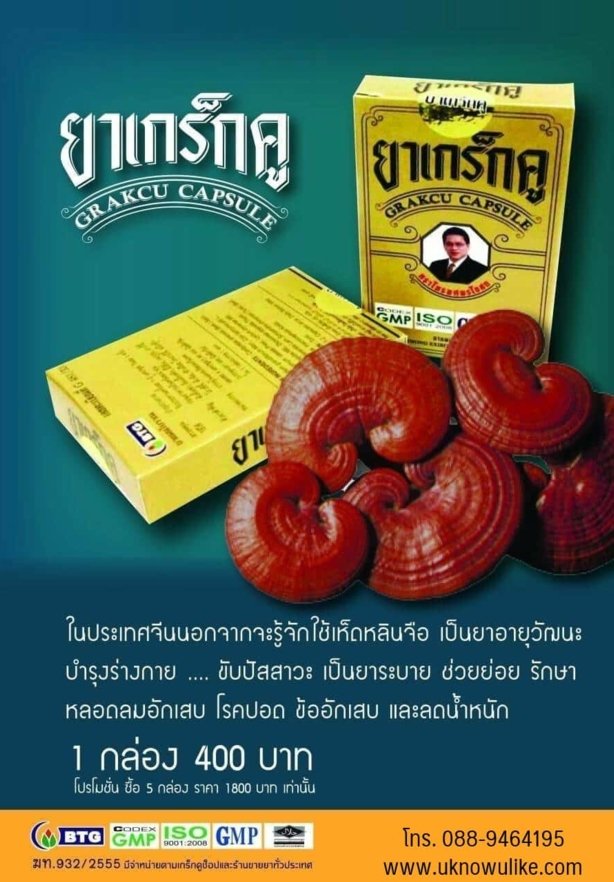 ยาเกร็กคู
GRAKCU CAPSULE
ยาเกร็กคู
ยาเกร็กคู
GRAKCU CAPSULE
CODEX
GMP
ISO
9001:2008
BTG
ในประเทศจีนนอกจากจะรู้จักใช้เห็ดหลินจือ เป็นยาอายุวัฒนะ
บำรุงร่างกาย .... ขับปัสสาวะ เป็นยาระบาย ช่วยย่อย รักษา
หลอดลมอักเสบ โรคปอด ข้ออักเสบ และลดน้ำหนัก
1 กล่อง 400 บาท
โปรโมชั่น ซื้อ 5 กล่อง ราคา 1800 บาท เท่านั้น
BTG CODEX GMP ISO 9001:2008 GMP
โทร. 088-9464195
ฆท.932/2555 มีจำหน่ายตามเกร็กคูช็อปและร้านขายยาทั่วประเทศ
www.uknowulike.com